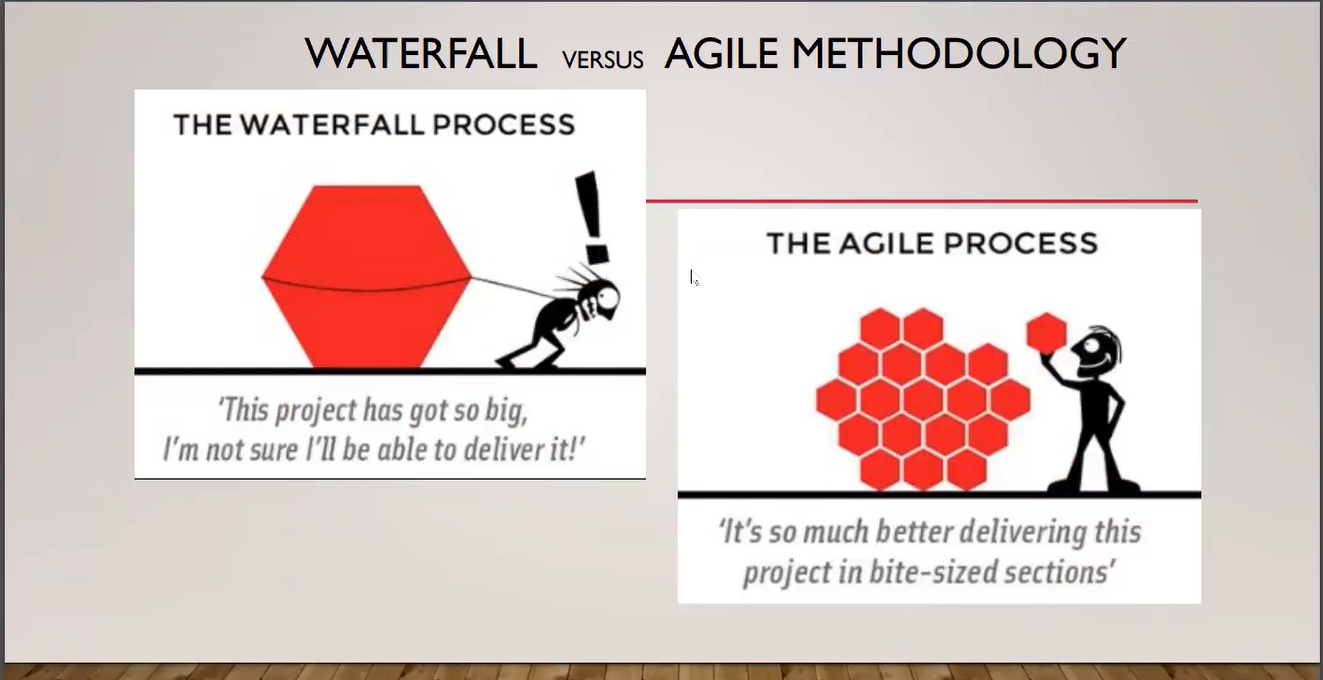 WATERFALL VERSUS AGILE METHODOLOGY
THE WATERFALL PROCESS
'This project has got so big,
I'm not sure I'll be able to deliver it!'
THE AGILE PROCESS
'It's so much better delivering this
project in bite-sized sections'